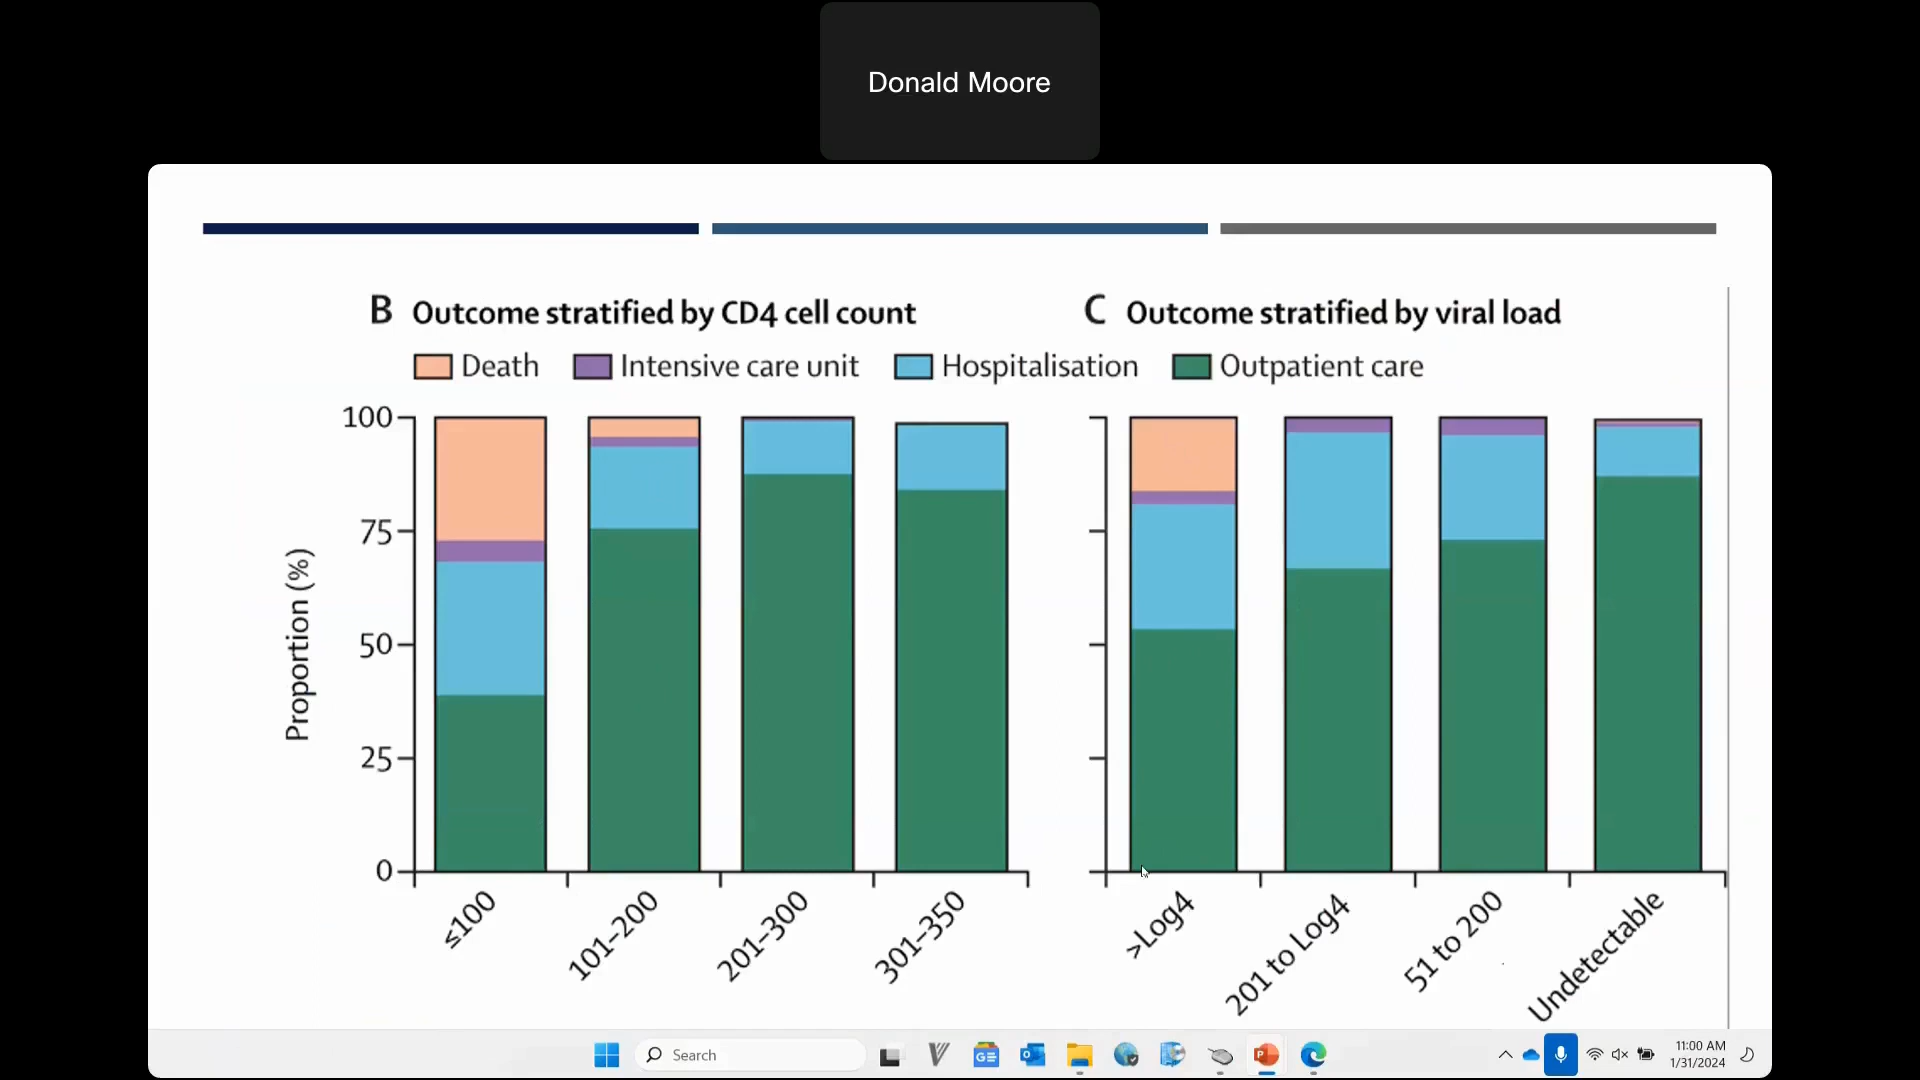 Donald Moore
B Outcome stratified by CD4 cell count
C Outcome stratified by viral load
Death Intensive care unit Hospitalisation Outpatient care
Proportion (%)
100
75
50
25
0
≤100
101–200
201–300
301–350
>Log4
201 to Log4
51 to 200
Undetectable
Search
11:00 AM
1/31/2024